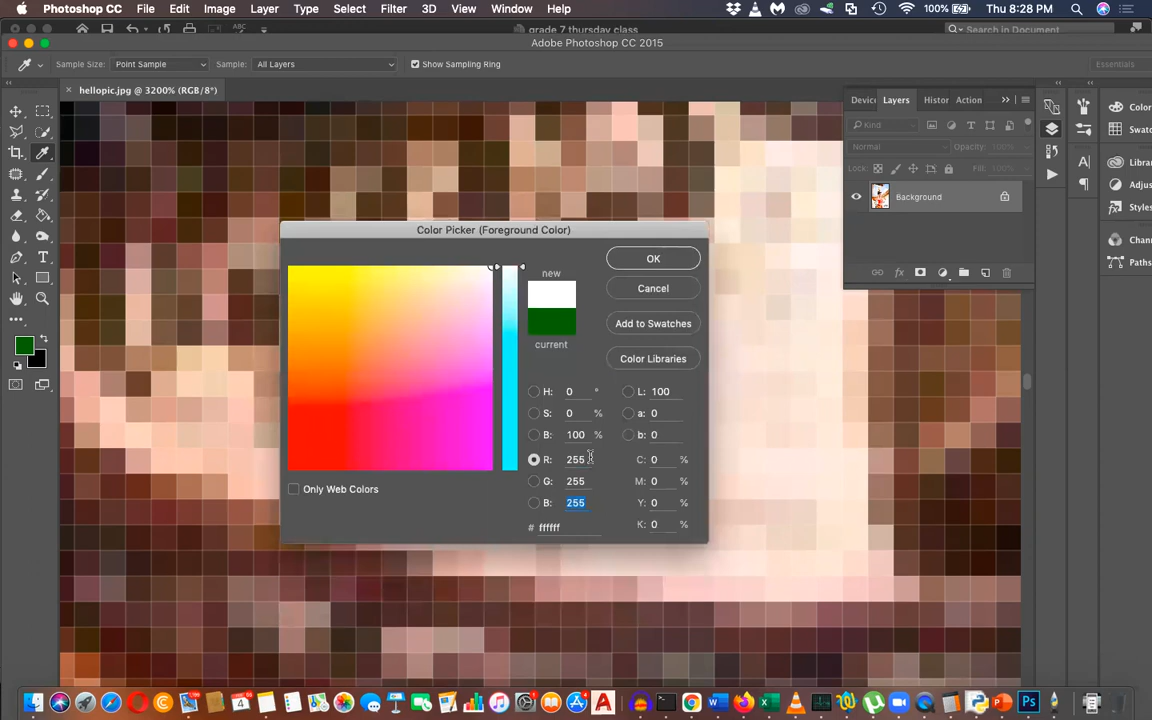 Photoshop CC File Edit Image Layer Type Select Filter 3D View Window Help 100% Thu 8:28 PM
grade 7 thursday class Search in Document
Adobe Photoshop CC 2015
Sample Size: Point Sample Sample: All Layers Show Sampling Ring Essentials
× hellopic.jpg @ 3200% (RGB/8*)
Device Layers Histor Action Color
Kind Swatc
Normal Opacity: 100%
Lock: Fill: 100% Librar
Adjus
Background Styles
Chann
Paths
Color Picker (Foreground Color)
new OK
Cancel
Add to Swatches
current Color Libraries
H: 0 ° L: 100
S: 0 % a: 0
B: 100 % b: 0
R: 255 C: 0 %
G: 255 M: 0 %
B: 255 Y: 0 %
# ffffff K: 0 %
Only Web Colors